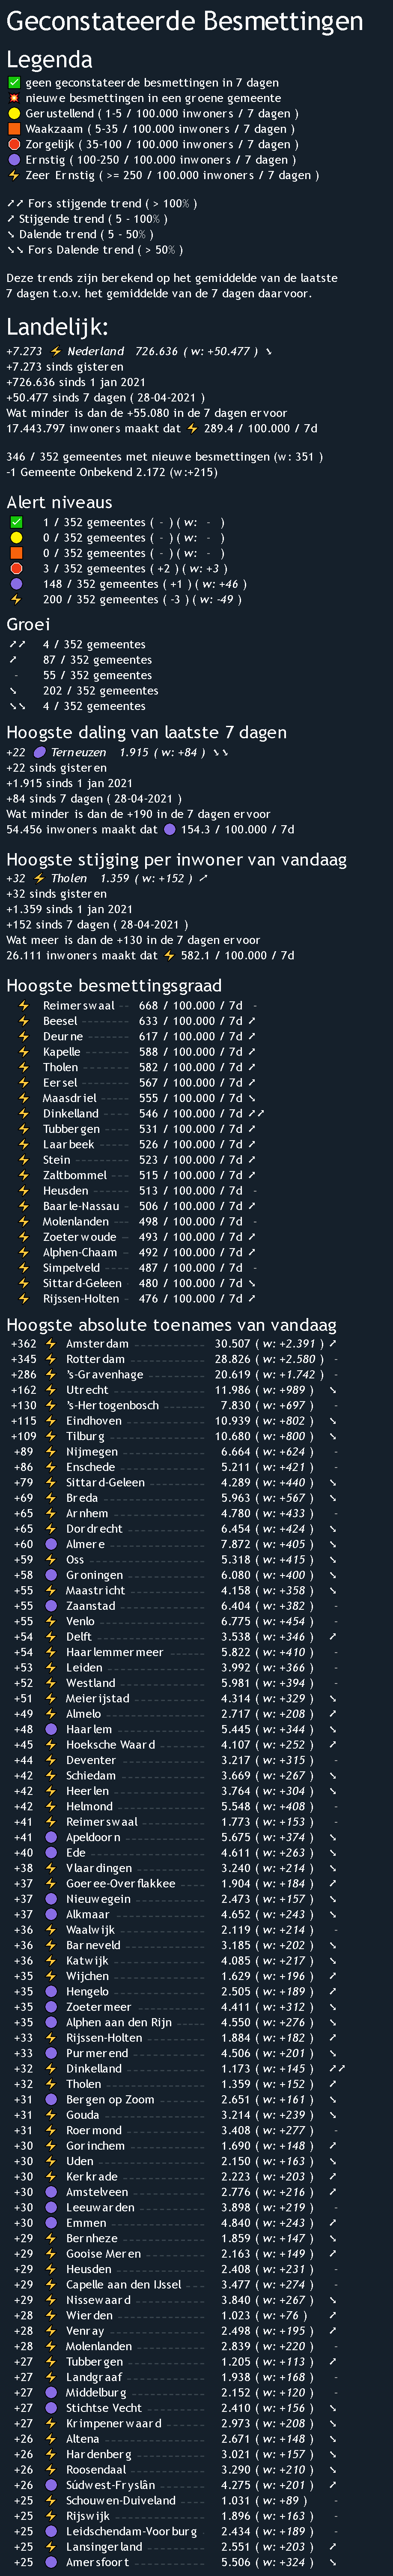 Geconstateerde Besmettingen
Legenda
✅ geen geconstateerde besmettingen in 7 dagen
💥 nieuwe besmettingen in een groene gemeente
🟡 Gerustellend ( 1-5 / 100.000 inwoners / 7 dagen )
🟧 Waakzaam ( 5-35 / 100.000 inwoners / 7 dagen )
🔴 Zorgelijk ( 35-100 / 100.000 inwoners / 7 dagen )
🟣 Ernstig ( 100-250 / 100.000 inwoners / 7 dagen )
⚡ Zeer Ernstig ( >= 250 / 100.000 inwoners / 7 dagen )
➚➚ Fors stijgende trend ( > 100% )
➚ Stijgende trend ( 5 - 100% )
➘ Dalende trend ( 5 - 50% )
➘➘ Fors Dalende trend ( > 50% )
Deze trends zijn berekend op het gemiddelde van de laatste
7 dagen t.o.v. het gemiddelde van de 7 dagen daarvoor.
Landelijk:
+7.273 ⚡ Nederland 726.636 ( w: +50.477 ) ➘
+7.273 sinds gisteren
+726.636 sinds 1 jan 2021
+50.477 sinds 7 dagen ( 28-04-2021 )
Wat minder is dan de +55.080 in de 7 dagen ervoor
17.443.797 inwoners maakt dat ⚡ 289.4 / 100.000 / 7d
346 / 352 gemeentes met nieuwe besmettingen (w: 351 )
-1 Gemeente Onbekend 2.172 (w:+215)
Alert niveaus
✅ 1 / 352 gemeentes ( - ) ( w: - )
🟡 0 / 352 gemeentes ( - ) ( w: - )
🟧 0 / 352 gemeentes ( - ) ( w: - )
🔴 3 / 352 gemeentes ( +2 ) ( w: +3 )
🟣 148 / 352 gemeentes ( +1 ) ( w: +46 )
⚡ 200 / 352 gemeentes ( -3 ) ( w: -49 )
Groei
➚➚ 4 / 352 gemeentes
➚ 87 / 352 gemeentes
- 55 / 352 gemeentes
➘ 202 / 352 gemeentes
➘➘ 4 / 352 gemeentes
Hoogste daling van laatste 7 dagen
+22 🟣 Terneuzen 1.915 ( w: +84 ) ➘➘
+22 sinds gisteren
+1.915 sinds 1 jan 2021
+84 sinds 7 dagen ( 28-04-2021 )
Wat minder is dan de +190 in de 7 dagen ervoor
54.456 inwoners maakt dat 🟣 154.3 / 100.000 / 7d
Hoogste stijging per inwoner van vandaag
+32 ⚡ Tholen 1.359 ( w: +152 ) ➚
+32 sinds gisteren
+1.359 sinds 1 jan 2021
+152 sinds 7 dagen ( 28-04-2021 )
Wat meer is dan de +130 in de 7 dagen ervoor
26.111 inwoners maakt dat ⚡ 582.1 / 100.000 / 7d
Hoogste besmettingsgraad
⚡ Reimerswaal -- 668 / 100.000 / 7d -
⚡ Beesel -------- 633 / 100.000 / 7d ➚
⚡ Deurne ------- 617 / 100.000 / 7d ➚
⚡ Kapelle ------- 588 / 100.000 / 7d ➚
⚡ Tholen -------- 582 / 100.000 / 7d ➚
⚡ Eersel -------- 567 / 100.000 / 7d ➚
⚡ Maasdriel ----- 555 / 100.000 / 7d ➘
⚡ Dinkelland ---- 546 / 100.000 / 7d ➚➚
⚡ Tubbergen --- 531 / 100.000 / 7d ➚
⚡ Laarbeek ----- 526 / 100.000 / 7d ➚
⚡ Stein --------- 523 / 100.000 / 7d ➚
⚡ Zaltbommel --- 515 / 100.000 / 7d ➚
⚡ Heusden ------ 513 / 100.000 / 7d -
⚡ Baarle-Nassau - 506 / 100.000 / 7d ➚
⚡ Molenlanden -- 498 / 100.000 / 7d -
⚡ Zoeterwoude -- 493 / 100.000 / 7d ➚
⚡ Alphen-Chaam - 492 / 100.000 / 7d ➚
⚡ Simpelveld --- 487 / 100.000 / 7d -
⚡ Sittard-Geleen - 480 / 100.000 / 7d ➘
⚡ Rijssen-Holten - 476 / 100.000 / 7d ➚
Hoogste absolute toenames van vandaag
+362 ⚡ Amsterdam 30.507 ( w: +2.391 ) ➚
+345 ⚡ Rotterdam 28.826 ( w: +2.580 ) -
+286 ⚡ 's-Gravenhage 20.619 ( w: +1.742 ) -
+162 ⚡ Utrecht 11.986 ( w: +989 ) ➘
+130 ⚡ 's-Hertogenbosch 7.830 ( w: +697 ) -
+115 ⚡ Eindhoven 10.939 ( w: +802 ) ➘
+109 ⚡ Tilburg 10.680 ( w: +800 ) ➘
+89 ⚡ Nijmegen 6.664 ( w: +624 ) -
+86 ⚡ Enschede 5.211 ( w: +421 ) -
+79 ⚡ Sittard-Geleen 4.289 ( w: +440 ) ➘
+69 ⚡ Breda 5.963 ( w: +567 ) ➘
+65 ⚡ Arnhem 4.780 ( w: +433 ) -
+65 ⚡ Dordrecht 6.454 ( w: +424 ) ➘
+60 🟣 Almere 7.872 ( w: +405 ) ➘
+59 ⚡ Oss 5.318 ( w: +415 ) ➘
+58 🟣 Groningen 6.080 ( w: +400 ) ➘
+55 ⚡ Maastricht 4.158 ( w: +358 ) ➘
+55 🟣 Zaanstad 6.404 ( w: +382 ) -
+55 ⚡ Venlo 6.775 ( w: +454 ) -
+54 ⚡ Delft 3.538 ( w: +346 ) ➚
+54 ⚡ Haarlemmermeer 5.822 ( w: +410 ) -
+53 ⚡ Leiden 3.992 ( w: +366 ) -
+52 ⚡ Westland 5.981 ( w: +394 ) -
+51 ⚡ Meierijstad 4.314 ( w: +329 ) ➘
+49 ⚡ Almelo 2.717 ( w: +208 ) ➚
+48 🟣 Haarlem 5.445 ( w: +344 ) ➘
+45 ⚡ Hoeksche Waard 4.107 ( w: +252 ) ➚
+44 ⚡ Deventer 3.217 ( w: +315 ) -
+42 ⚡ Schiedam 3.669 ( w: +267 ) ➘
+42 ⚡ Heerlen 3.764 ( w: +304 ) ➘
+42 ⚡ Helmond 5.548 ( w: +408 ) -
+41 ⚡ Reimerswaal 1.773 ( w: +153 ) -
+41 🟣 Apeldoorn 5.675 ( w: +374 ) ➘
+40 🟣 Ede 4.611 ( w: +263 ) ➘
+38 ⚡ Vlaardingen 3.240 ( w: +214 ) ➘
+37 ⚡ Goeree-Overflakkee 1.904 ( w: +184 ) ➚
+37 🟣 Nieuwegein 2.473 ( w: +157 ) ➘
+37 🟣 Alkmaar 4.652 ( w: +243 ) ➘
+36 ⚡ Waalwijk 2.119 ( w: +214 ) -
+36 ⚡ Barneveld 3.185 ( w: +202 ) ➘
+36 ⚡ Katwijk 4.085 ( w: +217 ) ➘
+35 ⚡ Wijchen 1.629 ( w: +196 ) ➚
+35 🟣 Hengelo 2.505 ( w: +189 ) ➚
+35 🟣 Zoetermeer 4.411 ( w: +312 ) ➘
+35 🟣 Alphen aan den Rijn 4.550 ( w: +276 ) ➘
+33 ⚡ Rijssen-Holten 1.884 ( w: +182 ) ➚
+33 🟣 Purmerend 4.506 ( w: +201 ) ➘
+32 ⚡ Dinkelland 1.173 ( w: +145 ) ➚➚
+32 ⚡ Tholen 1.359 ( w: +152 ) ➚
+31 🟣 Bergen op Zoom 2.651 ( w: +161 ) ➘
+31 ⚡ Gouda 3.214 ( w: +239 ) ➘
+31 ⚡ Roermond 3.408 ( w: +277 ) -
+30 ⚡ Gorinchem 1.690 ( w: +148 ) ➚
+30 ⚡ Uden 2.150 ( w: +163 ) ➘
+30 ⚡ Kerkrade 2.223 ( w: +203 ) ➚
+30 🟣 Amstelveen 2.776 ( w: +216 ) ➚
+30 🟣 Leeuwarden 3.898 ( w: +219 ) -
+30 🟣 Emmen 4.840 ( w: +243 ) ➚
+29 ⚡ Bernheze 1.859 ( w: +147 ) ➘
+29 ⚡ Gooise Meren 2.163 ( w: +149 ) ➚
+29 ⚡ Heusden 2.408 ( w: +231 ) -
+29 ⚡ Capelle aan den IJssel 3.477 ( w: +274 ) -
+29 ⚡ Nissewaard 3.840 ( w: +267 ) ➘
+28 ⚡ Wierden 1.023 ( w: +76 ) ➚
+28 ⚡ Venray 2.498 ( w: +195 ) ➚
+28 ⚡ Molenlanden 2.839 ( w: +220 ) -
+27 ⚡ Tubbergen 1.205 ( w: +113 ) ➚
+27 ⚡ Landgraaf 1.938 ( w: +168 ) -
+27 🟣 Middelburg 2.152 ( w: +120 ) -
+27 🟣 Stichtse Vecht 2.410 ( w: +156 ) ➘
+27 ⚡ Krimpenerwaard 2.973 ( w: +208 ) ➘
+26 ⚡ Altena 2.671 ( w: +148 ) ➘
+26 ⚡ Hardenberg 3.021 ( w: +157 ) ➘
+26 ⚡ Roosendaal 3.290 ( w: +210 ) ➘
+26 🟣 Súdwest-Fryslân 4.275 ( w: +201 ) ➚
+25 ⚡ Schouwen-Duiveland 1.031 ( w: +89 ) -
+25 ⚡ Rijswijk 1.896 ( w: +163 ) -
+25 🟣 Leidschendam-Voorburg 2.434 ( w: +189 ) -
+25 ⚡ Lansingerland 2.551 ( w: +203 ) ➚
+25 🟣 Amersfoort 5.506 ( w: +324 ) ➘